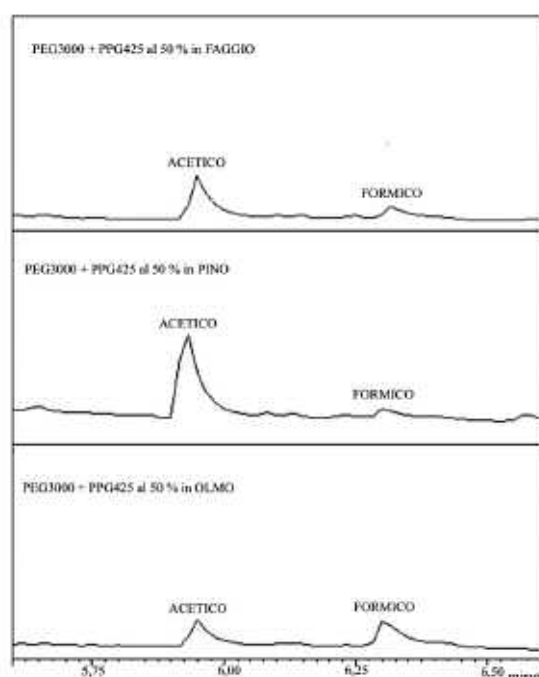 PEG3000 + PPG425 al 50 % in FAGGIO
ACETICO
FORMICO
PEG3000 + PPG425 al 50 % in PINO
ACETICO
FORMICO
PEG3000 + PPG425 al 50 % in OLMO
ACETICO
FORMICO
5,75 6,00 6,25 6,50